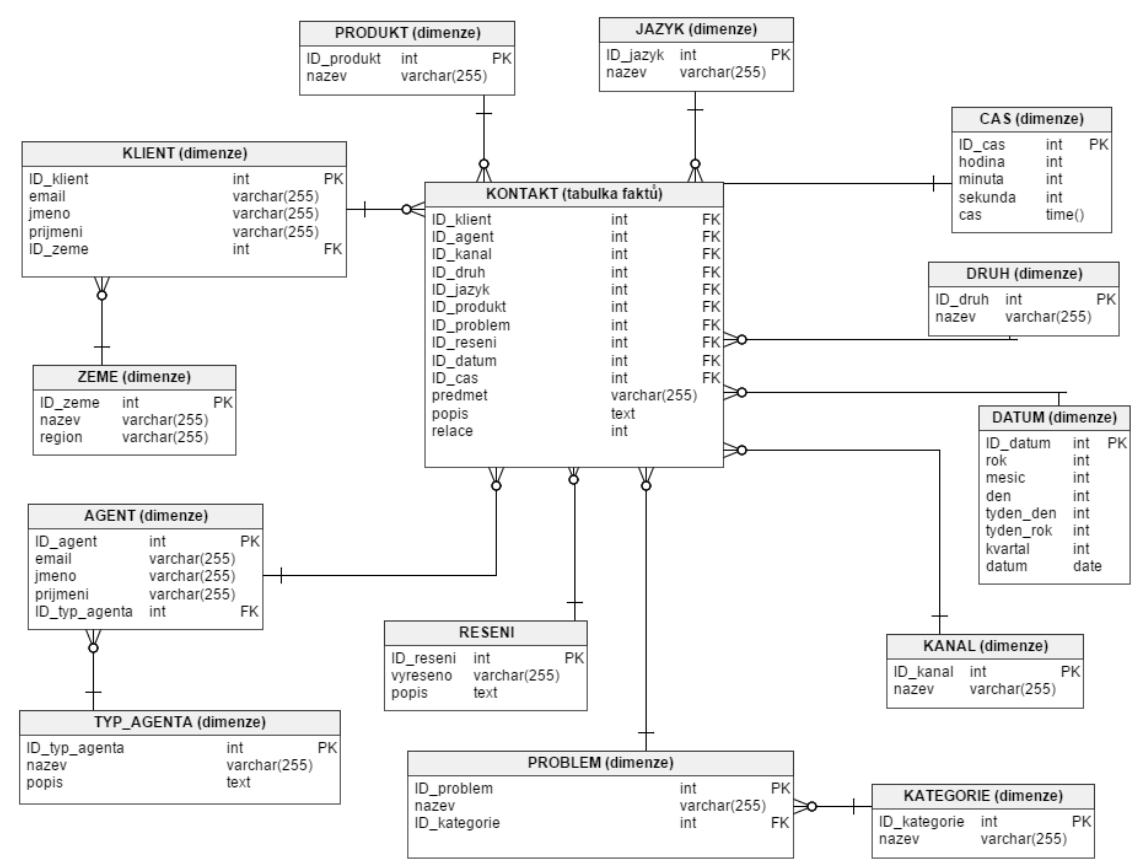 PRODUKT (dimenze)
ID_produkt int PK
nazev varchar(255)
JAZYK (dimenze)
ID_jazyk int PK
nazev varchar(255)
CAS (dimenze)
ID_cas int PK
hodina int
minuta int
sekunda int
cas time()
KLIENT (dimenze)
ID_klient int PK
email varchar(255)
jmeno varchar(255)
prijmeni varchar(255)
ID_zeme int FK
KONTAKT (tabulka faktů)
ID_klient int FK
ID_agent int FK
ID_kanal int FK
ID_druh int FK
ID_jazyk int FK
ID_produkt int FK
ID_problem int FK
ID_reseni int FK
ID_datum int FK
ID_cas int FK
predmet varchar(255)
popis text
relace int
DRUH (dimenze)
ID_druh int PK
nazev varchar(255)
ZEME (dimenze)
ID_zeme int PK
nazev varchar(255)
region varchar(255)
DATUM (dimenze)
ID_datum int PK
rok int
mesic int
den int
tyden_den int
tyden_rok int
kvartal int
datum date
AGENT (dimenze)
ID_agent int PK
email varchar(255)
jmeno varchar(255)
prijmeni varchar(255)
ID_typ_agenta int FK
RESENI
ID_reseni int PK
vyreseno varchar(255)
popis text
KANAL (dimenze)
ID_kanal int PK
nazev varchar(255)
TYP_AGENTA (dimenze)
ID_typ_agenta int PK
nazev varchar(255)
popis text
PROBLEM (dimenze)
ID_problem int PK
nazev varchar(255)
ID_kategorie int FK
KATEGORIE (dimenze)
ID_kategorie int PK
nazev varchar(255)